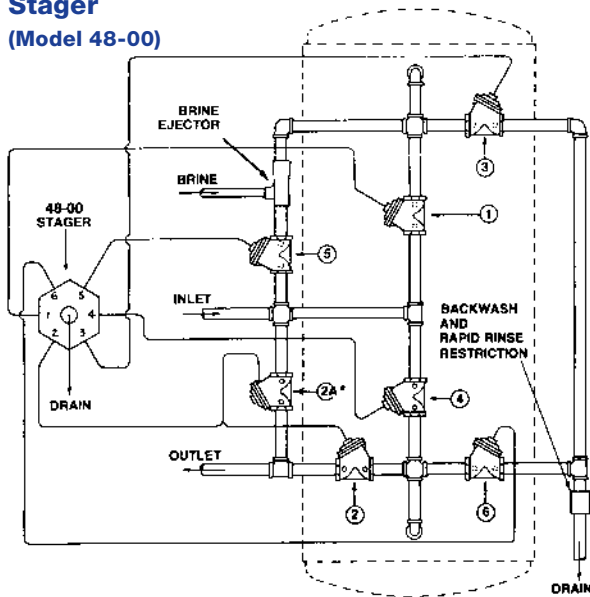 Stager
(Model 48-00)
BRINE
EJECTOR
3
BRINE
1
48-00
STAGER
5
6 5
1 4
2 3
INLET
BACKWASH
AND
RAPID RINSE
RESTRICTION
DRAIN
2A*
4
OUTLET
2
6
DRAIN